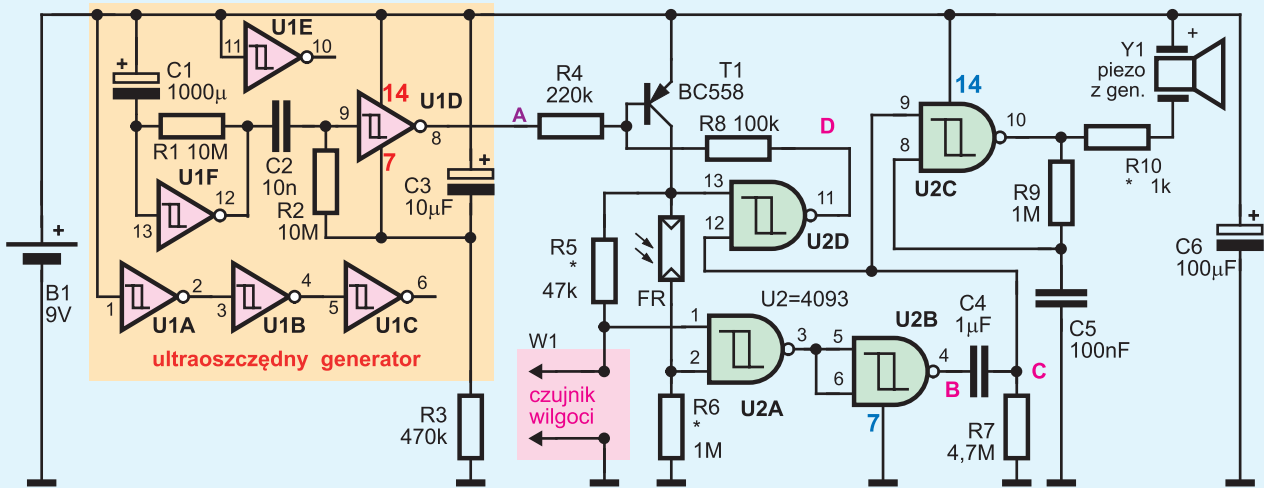 U1E
11
10
C1
1000µ
R1 10M
U1F
12
13
C2
10n
R2
10M
9
14
U1D
8
7
C3
10µF
A
R4
220k
T1
BC558
R8 100k
D
13
12
11
U2D
R5
*
47k
FR
B1
9V
1
2
U1A
3
4
U1B
5
6
U1C
ultraoszczędny generator
R3
470k
W1
czujnik
wilgoci
1
2
3
U2A
U2=4093
R6
*
1M
5
6
4
U2B
7
B
C4
1µF
C
R7
4,7M
14
9
8
10
U2C
R9
1M
C5
100nF
R10
* 1k
Y1
piezo
z gen.
C6
100µF
+
+
+
+
+